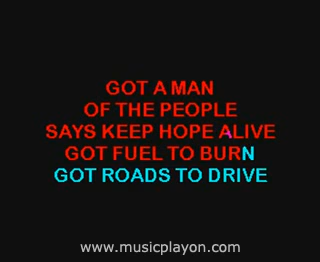 GOT A MAN
OF THE PEOPLE
SAYS KEEP HOPE ALIVE
GOT FUEL TO BURN
GOT ROADS TO DRIVE
www.musicplayon.com